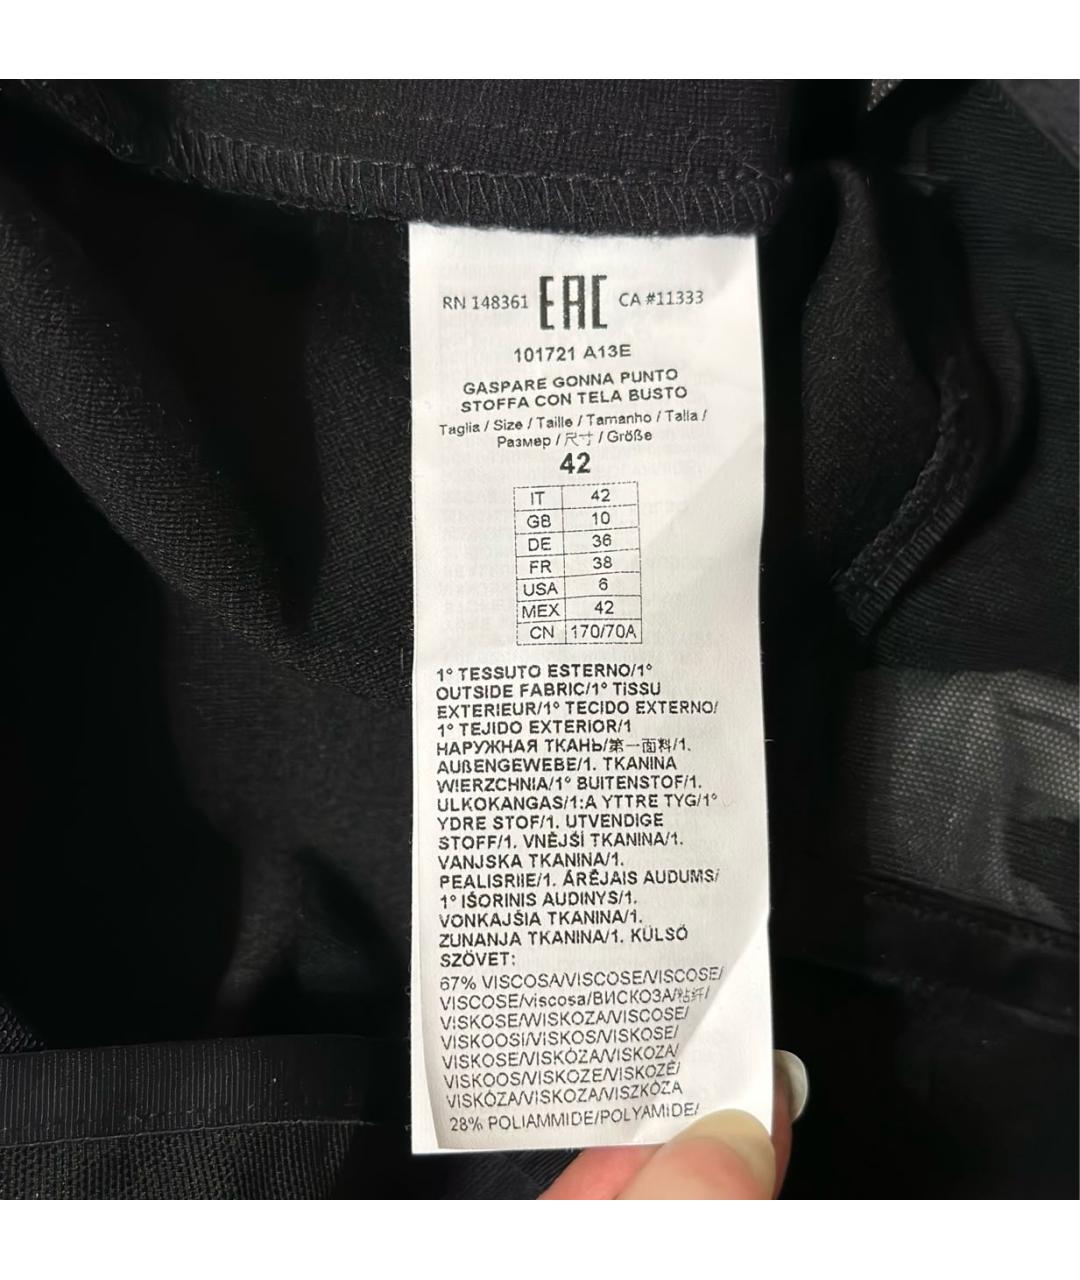 RN 148361 EAC CA #11333
101721 A13E
GASPARE GONNA PUNTO
STOFFA CON TELA BUSTO
Taglia / Size / Taille / Tamanho / Talla /
Размер / 尺寸 / Größe
42
IT 42
GB 10
DE 36
FR 38
USA 6
MEX 42
CN 170/70A
1° TESSUTO ESTERNO/1°
OUTSIDE FABRIC/1° TISSU
EXTERIEUR/1° TECIDO EXTERNO/
1° TEJIDO EXTERIOR/1
НАРУЖНАЯ ТКАНЬ/第一面料/1.
AUßENGEWEBE/1. TKANINA
WIERZCHNIA/1° BUITENSTOF/1.
ULKOKANGAS/1:A YTTRE TYG/1°
YDRE STOF/1. UTVENDIGE
STOFF/1. VNĚJŠÍ TKANINA/1.
VANJSKA TKANINA/1.
PEALISRIIE/1. ĀRĒJAIS AUDUMS/
1° IŠORINIS AUDINYS/1.
VONKAJŠIA TKANINA/1.
ZUNANJA TKANINA/1. KÜLSŐ
SZÖVET:
67% VISCOSA/VISCOSE/VISCOSE/
VISCOSE/viscosa/ВИСКОЗА/粘纤/
VISKOSE/WISKOZA/VISCOSE/
VISKOOSI/VISKOS/VISKOSE/
VISKOSE/VISKÓZA/VISKOZA/
VISKOOS/VISKOZE/VISKOZĖ/
VISKÓZA/VISKOZA/VISZKÓZA
28% POLIAMMIDE/POLYAMIDE/